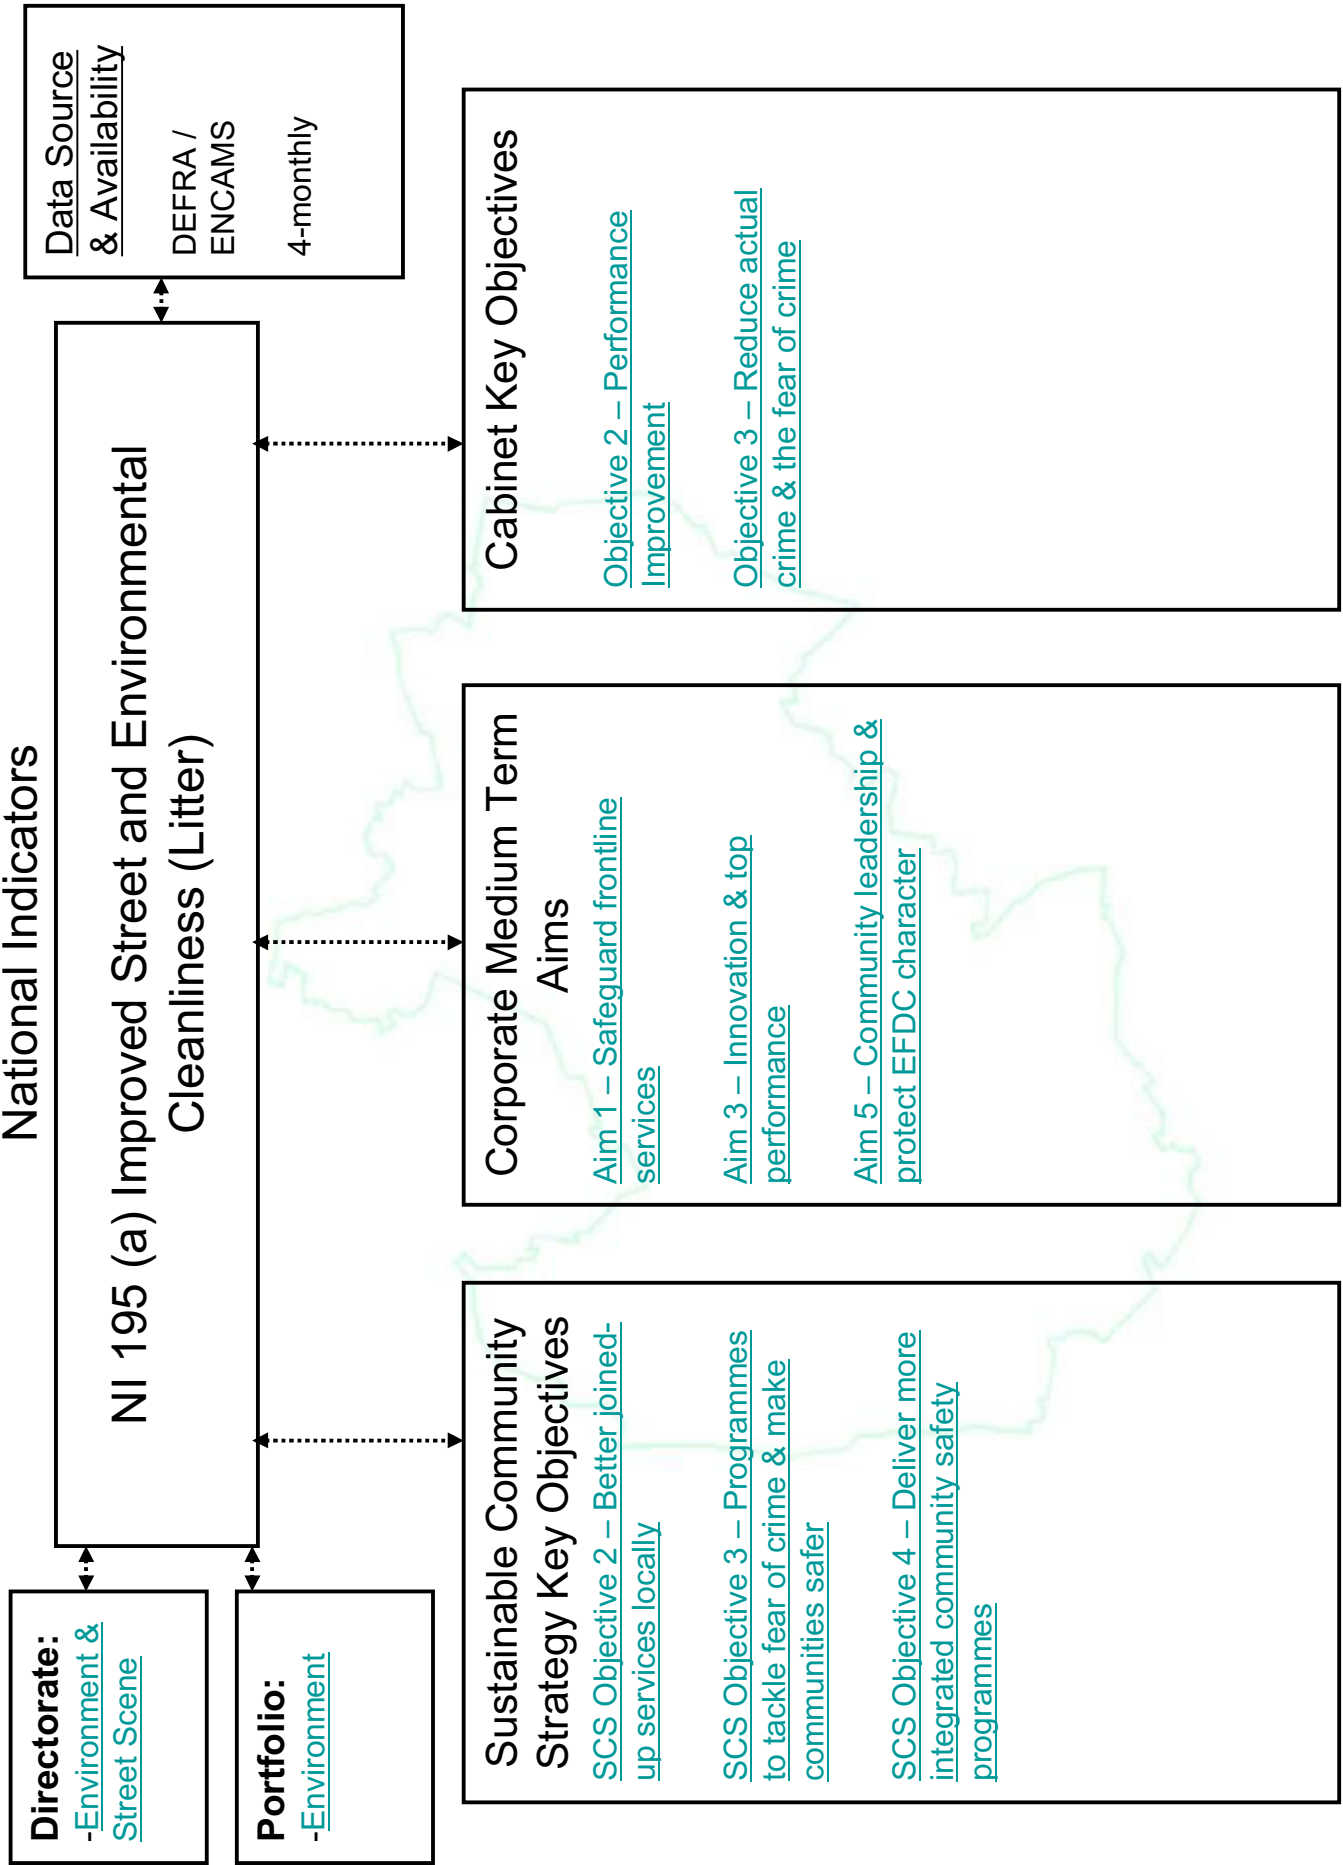 National Indicators
Directorate:
-Environment &
Street Scene
Portfolio:
-Environment
NI 195 (a) Improved Street and Environmental
Cleanliness (Litter)
Data Source
& Availability
DEFRA /
ENCAMS
4-monthly
Sustainable Community
Strategy Key Objectives
SCS Objective 2 – Better joined-
up services locally
SCS Objective 3 – Programmes
to tackle fear of crime & make
communities safer
SCS Objective 4 – Deliver more
integrated community safety
programmes
Corporate Medium Term
Aims
Aim 1 – Safeguard frontline
services
Aim 3 – Innovation & top
performance
Aim 5 – Community leadership &
protect EFDC character
Cabinet Key Objectives
Objective 2 – Performance
Improvement
Objective 3 – Reduce actual
crime & the fear of crime